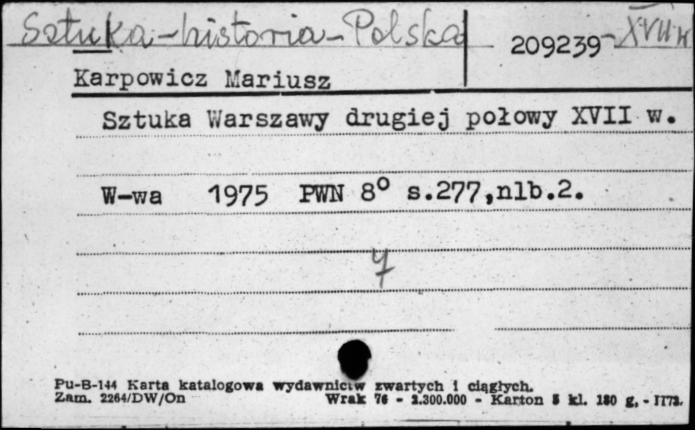 Sztuka-historia-Polska 209239 - XVII w
Karpowicz Mariusz
Sztuka Warszawy drugiej połowy XVII w.
W-wa 1975 PWN 8° s.277,nlb.2.
7
Pu-B-144 Karta katalogowa wydawnictw zwartych i ciągłych.
Zam. 2264/DW/On Wrak 76 - 2.300.000 - Karton 5 kl. 180 g, -